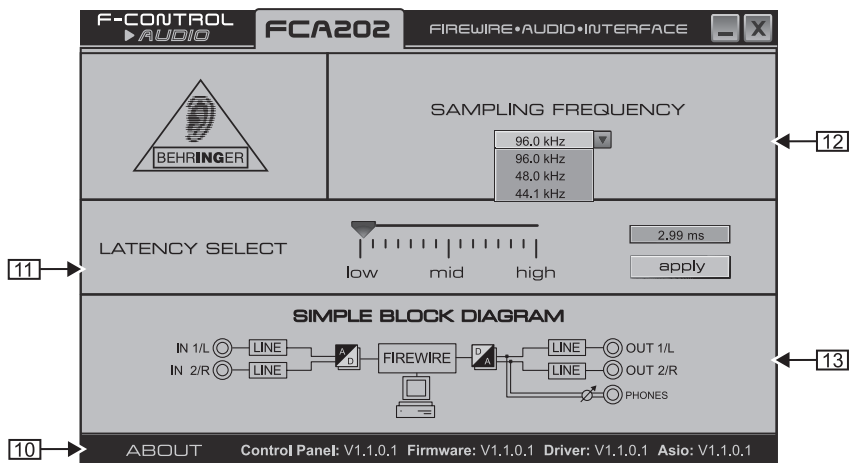 F-CONTROL
AUDIO
FCA202
FIREWIRE•AUDIO•INTERFACE
X
BEHRINGER
SAMPLING FREQUENCY
96.0 kHz
96.0 kHz
48.0 kHz
44.1 kHz
12
LATENCY SELECT
low mid high
2.99 ms
apply
11
SIMPLE BLOCK DIAGRAM
IN 1/L LINE A D FIREWIRE D A LINE OUT 1/L
IN 2/R LINE LINE OUT 2/R
PHONES
13
10
ABOUT Control Panel: V1.1.0.1 Firmware: V1.1.0.1 Driver: V1.1.0.1 Asio: V1.1.0.1